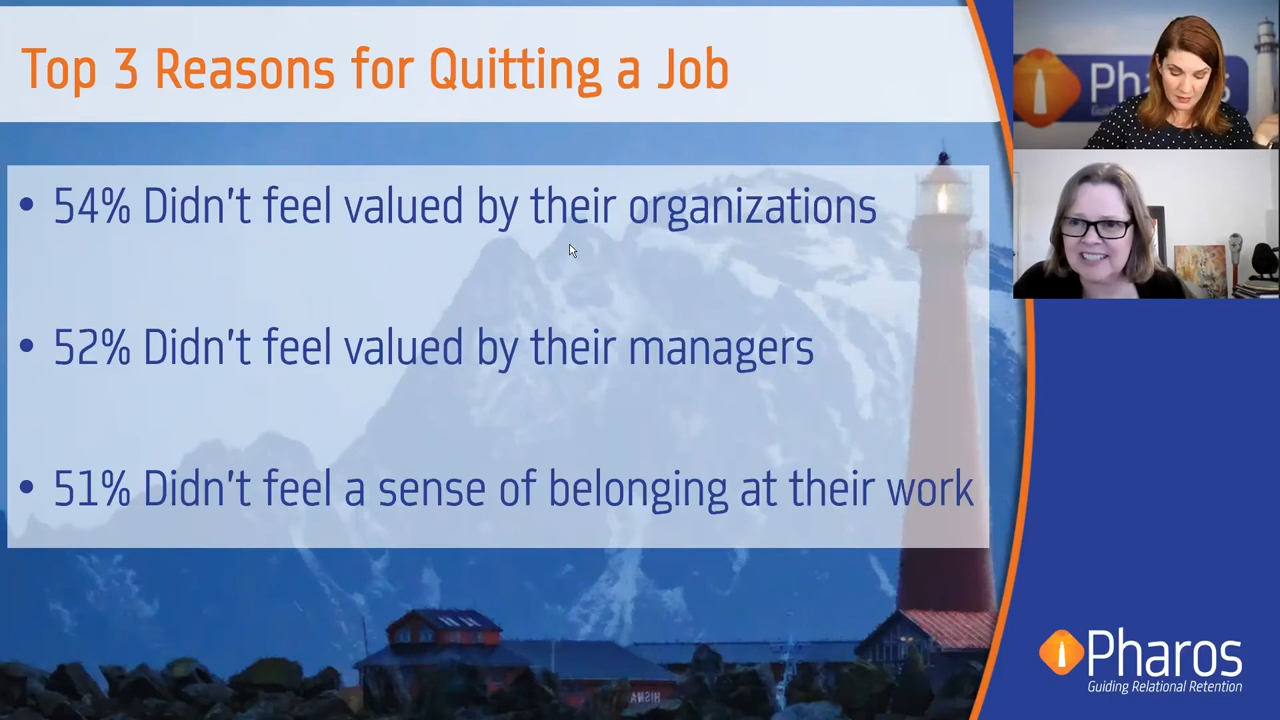 Top 3 Reasons for Quitting a Job
• 54% Didn't feel valued by their organizations
• 52% Didn't feel valued by their managers
• 51% Didn't feel a sense of belonging at their work
Pharos
Guiding Relational Retention